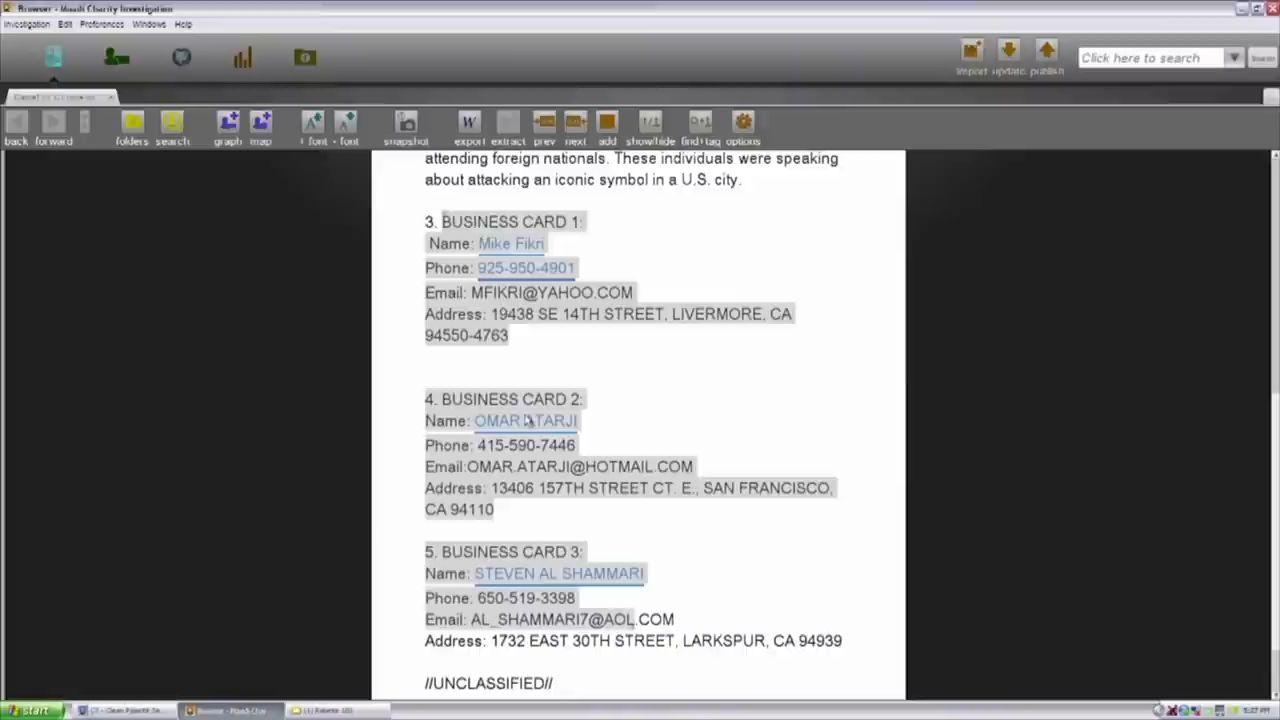 Browser - Moadi Charity Investigation
Investigation Edit Preferences Windows Help
import update publish
Click here to search
back forward folders search graph map + font - font snapshot export extract prev next add show/hide find+tag options
attending foreign nationals. These individuals were speaking
about attacking an iconic symbol in a U.S. city.
3. BUSINESS CARD 1:
Name: Mike Fikri
Phone: 925-950-4901
Email: MFIKRI@YAHOO.COM
Address: 19438 SE 14TH STREET, LIVERMORE, CA
94550-4763
4. BUSINESS CARD 2:
Name: OMAR ATARJI
Phone: 415-590-7446
Email:OMAR.ATARJI@HOTMAIL.COM
Address: 13406 157TH STREET CT. E., SAN FRANCISCO,
CA 94110
5. BUSINESS CARD 3:
Name: STEVEN AL SHAMMARI
Phone: 650-519-3398
Email: AL_SHAMMARI7@AOL.COM
Address: 1732 EAST 30TH STREET, LARKSPUR, CA 94939
//UNCLASSIFIED//
start